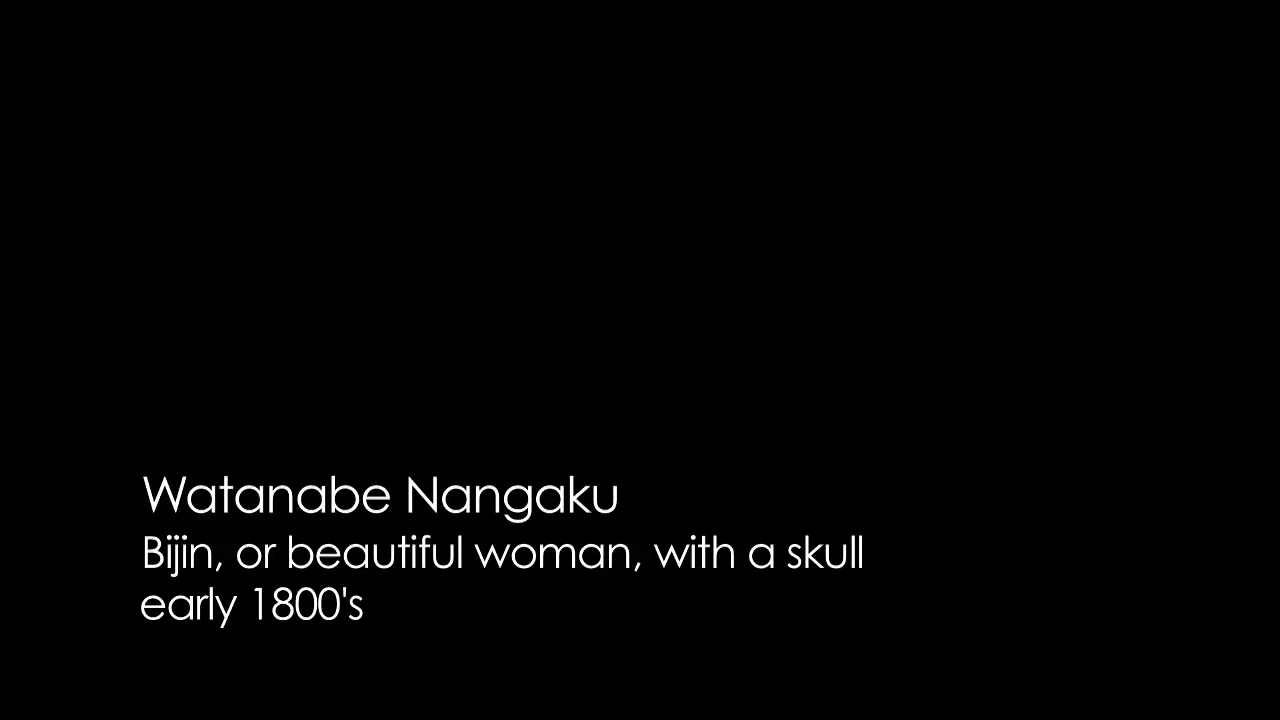 Watanabe Nangaku
Bijin, or beautiful woman, with a skull
early 1800's